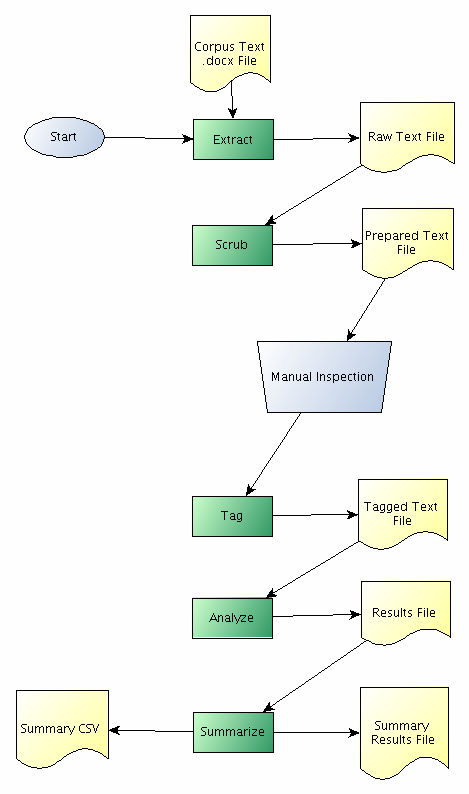 Corpus Text
.docx File
Start
Extract
Raw Text File
Scrub
Prepared Text
File
Manual Inspection
Tag
Tagged Text
File
Analyze
Results File
Summary CSV
Summarize
Summary
Results File